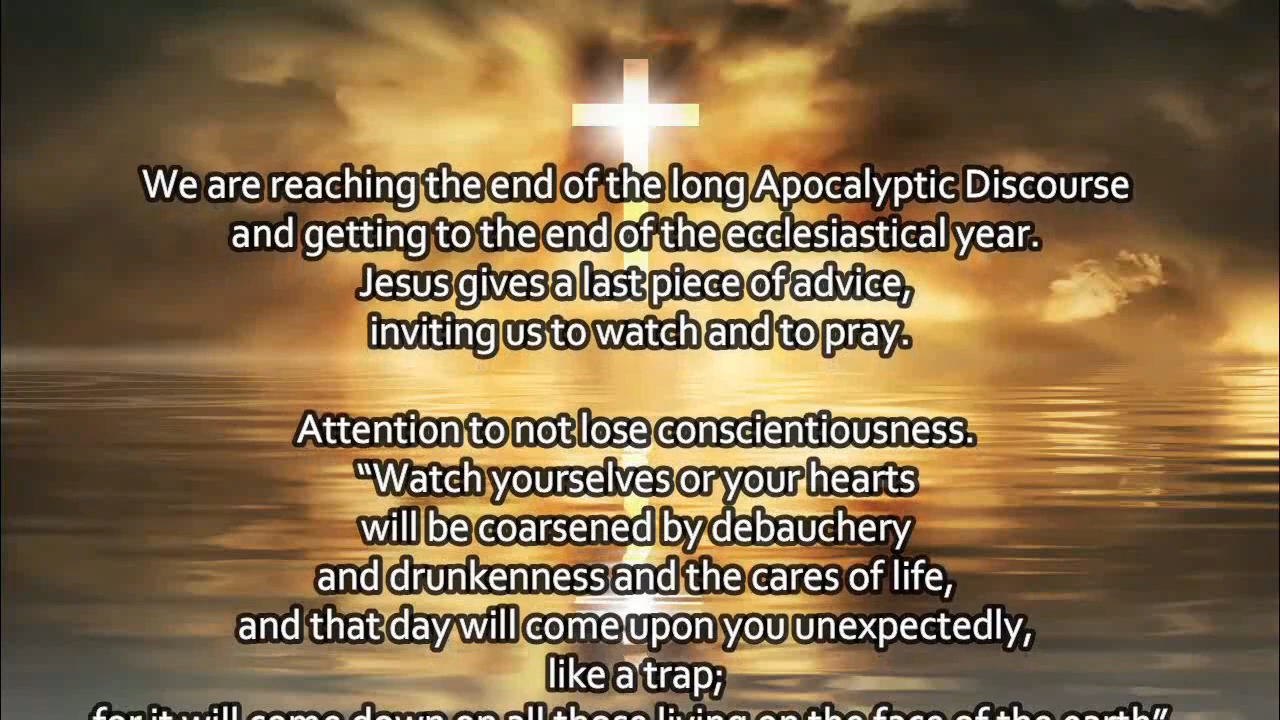 We are reaching the end of the long Apocalyptic Discourse
and getting to the end of the ecclesiastical year.
Jesus gives a last piece of advice,
inviting us to watch and to pray.
Attention to not lose conscientiousness.
“Watch yourselves or your hearts
will be coarsened by debauchery
and drunkenness and the cares of life,
and that day will come upon you unexpectedly,
like a trap;
for it will come down on all those living on the face of the earth”